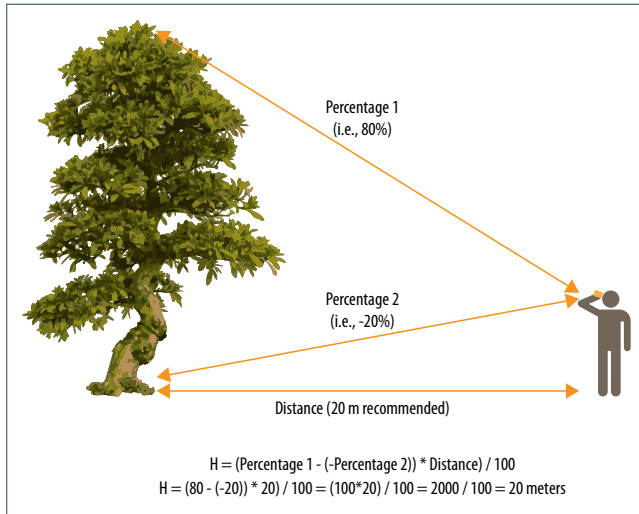 Percentage 1
(i.e., 80%)
Percentage 2
(i.e., -20%)
Distance (20 m recommended)
H = (Percentage 1 - (-Percentage 2)) * Distance) / 100
H = (80 - (-20)) * 20) / 100 = (100*20) / 100 = 2000 / 100 = 20 meters